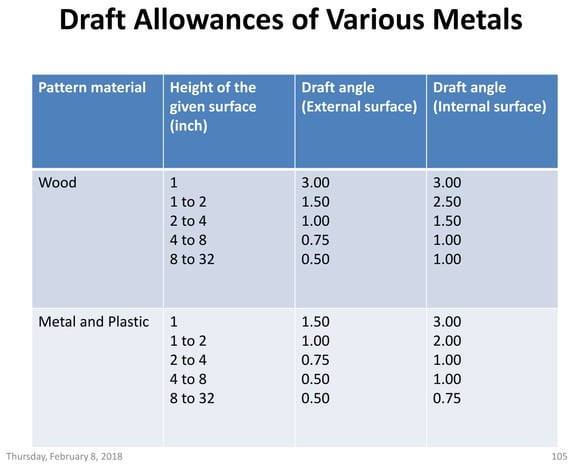 Draft Allowances of Various Metals
Pattern material Height of the given surface (inch) Draft angle (External surface) Draft angle (Internal surface)
Wood 1 3.00 3.00
1 to 2 1.50 2.50
2 to 4 1.00 1.50
4 to 8 0.75 1.00
8 to 32 0.50 1.00
Metal and Plastic 1 1.50 3.00
1 to 2 1.00 2.00
2 to 4 0.75 1.00
4 to 8 0.50 1.00
8 to 32 0.50 0.75
Thursday, February 8, 2018 105